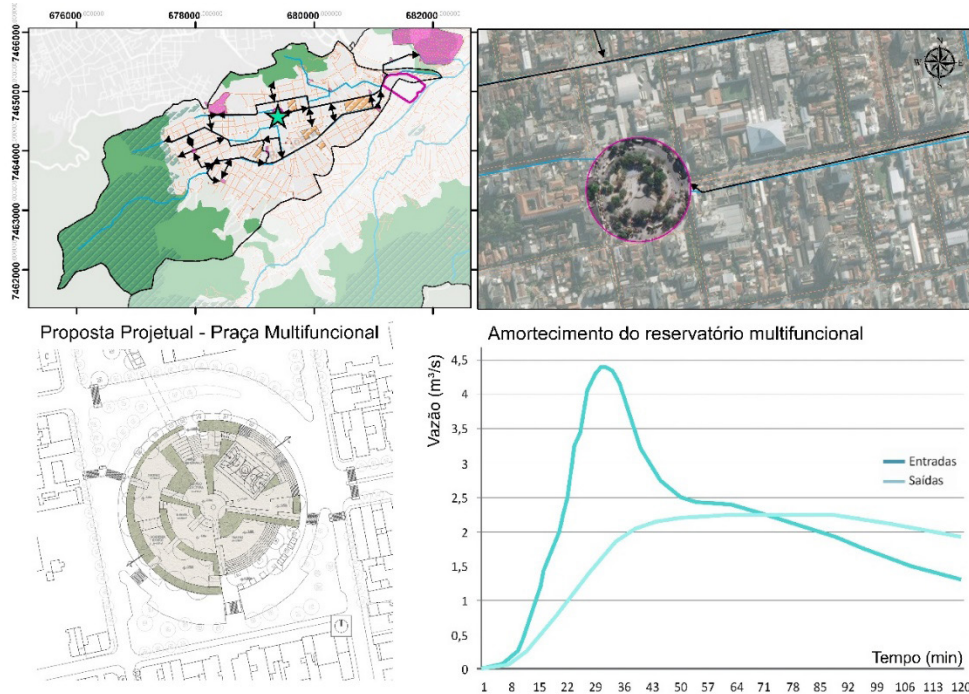 676000 678000 680000 682000
7466000
7465000
7464000
7463000
7462000
N
W E
S
Proposta Projetual - Praça Multifuncional
Amortecimento do reservatório multifuncional
Vazão (m³/s)
4,5
4
3,5
3
2,5
2
1,5
1
0,5
0
Entradas
Saídas
Tempo (min)
1 8 15 22 29 36 43 50 57 64 71 78 85 92 99 106 113 120